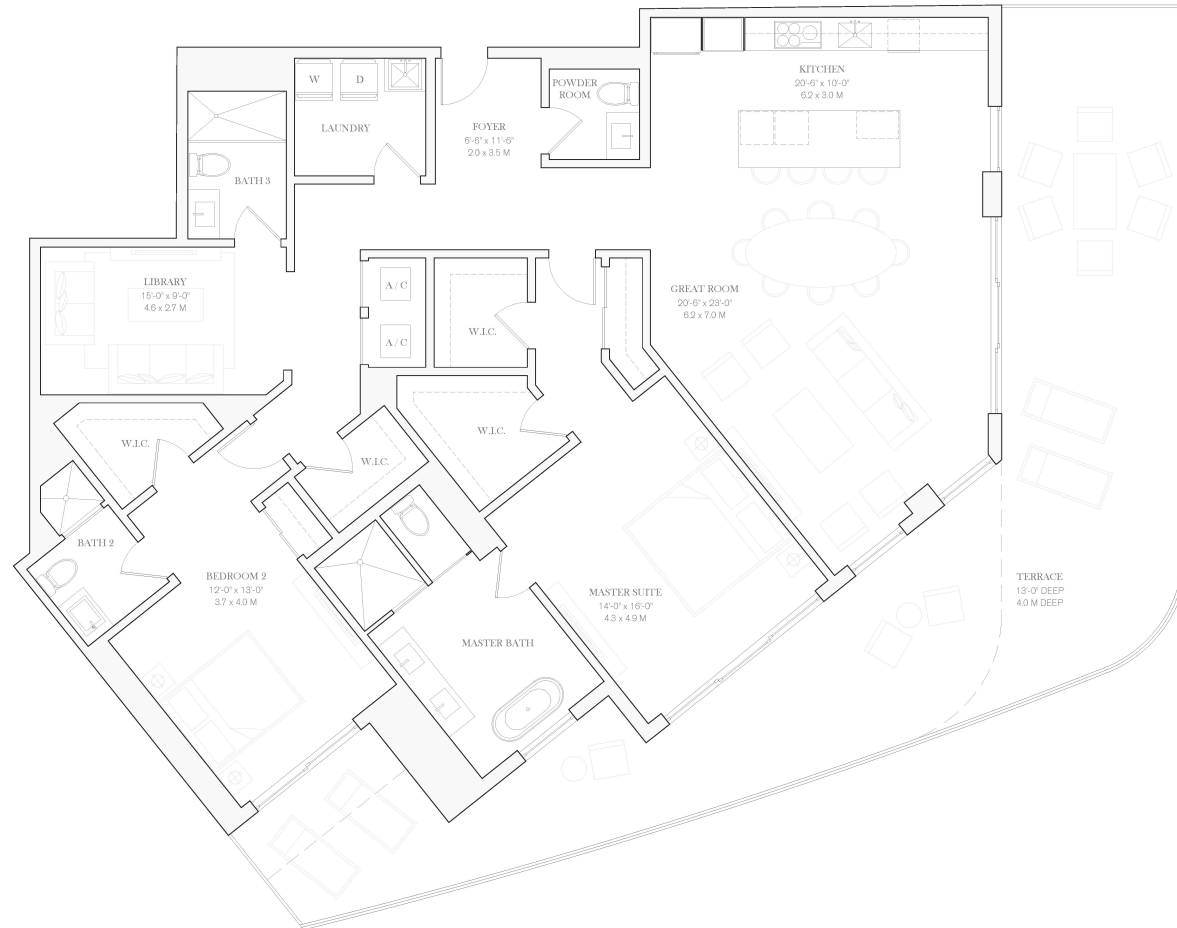 KITCHEN
20'-6" x 10'-0"
6.2 x 3.0 M
W
D
LAUNDRY
POWDER
ROOM
FOYER
6'-6" x 11'-6"
2.0 x 3.5 M
BATH 3
LIBRARY
15'-0" x 9'-0"
4.6 x 2.7 M
A / C
A / C
W.I.C.
GREAT ROOM
20'-6" x 23'-0"
6.2 x 7.0 M
W.I.C.
W.I.C.
W.I.C.
BATH 2
BEDROOM 2
12'-0" x 13'-0"
3.7 x 4.0 M
MASTER SUITE
14'-0" x 16'-0"
4.3 x 4.9 M
MASTER BATH
TERRACE
13'-0" DEEP
4.0 M DEEP